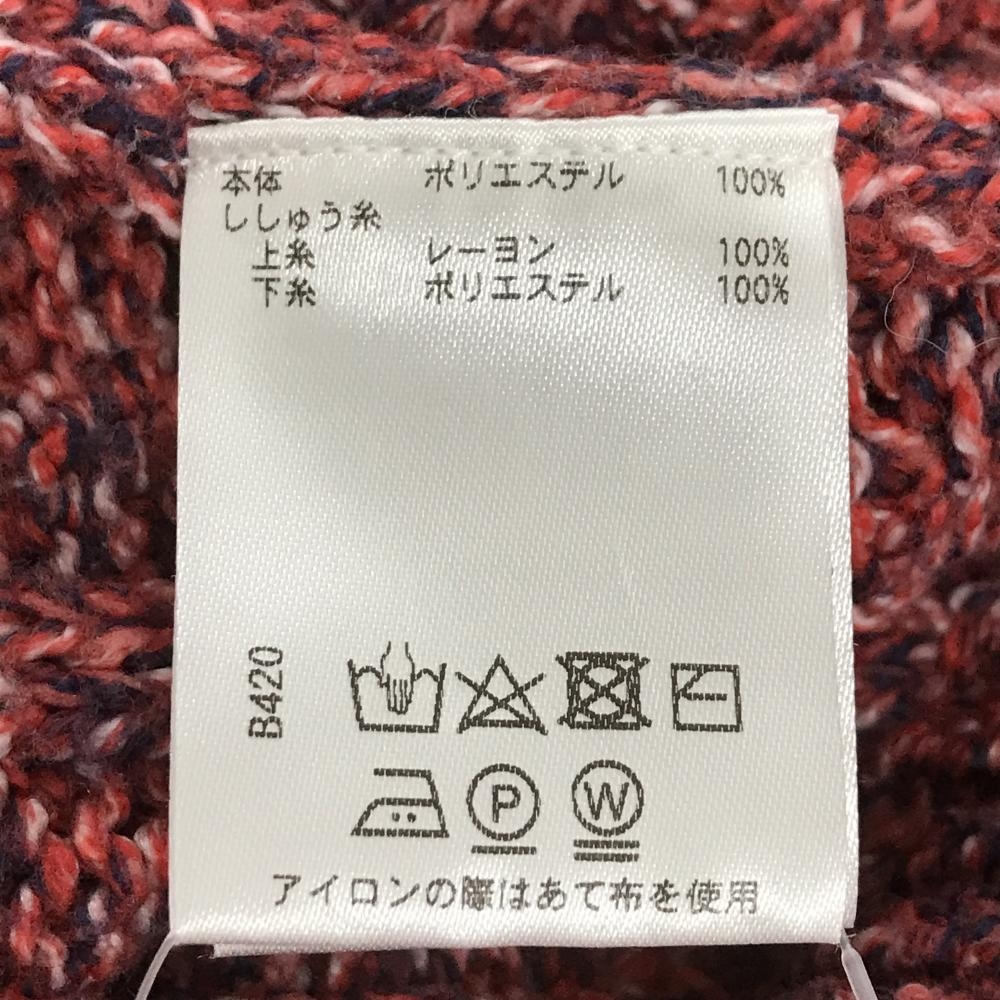 本体 ポリエステル 100%
ししゅう糸
上糸 レーヨン 100%
下糸 ポリエステル 100%
B420
P W
アイロンの際はあて布を使用